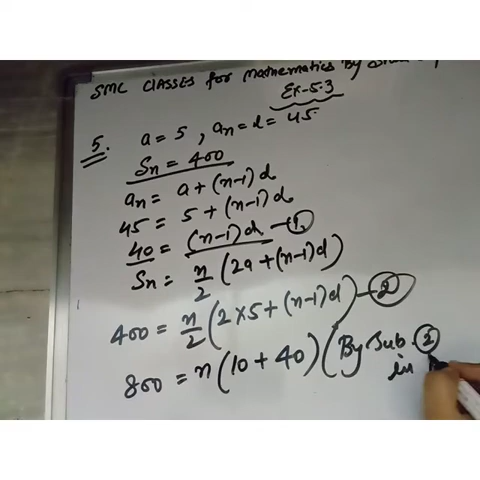 SMC CLASSES for Mathematics By
Ex-5.3
5. a = 5 , an = l = 45.
Sn = 400
an = a + (n-1) d
45 = 5 + (n-1) d
40 = (n-1) d — 1
Sn = n/2 (2a + (n-1) d)
400 = n/2 (2 × 5 + (n-1) d) — 2
800 = n (10 + 40) (By Sub.
in